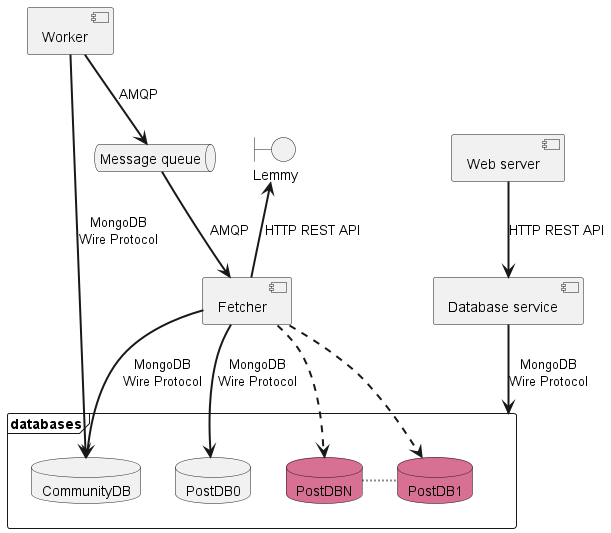 Worker
AMQP
Message queue
Lemmy
Web server
MongoDB
Wire Protocol
AMQP
HTTP REST API
HTTP REST API
Fetcher
Database service
MongoDB
Wire Protocol
MongoDB
Wire Protocol
MongoDB
Wire Protocol
databases
CommunityDB
PostDB0
PostDBN
PostDB1